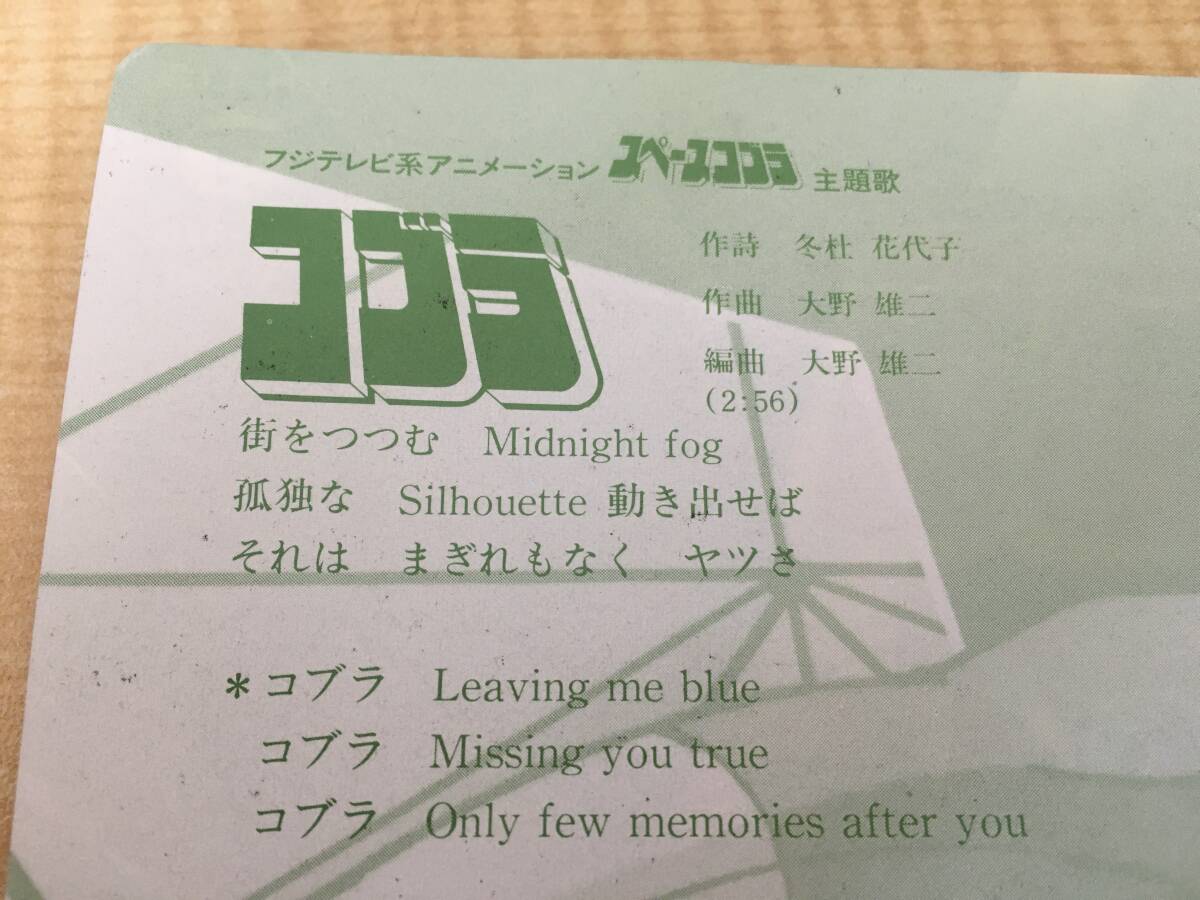 フジテレビ系アニメーション スペースコブラ 主題歌
コブラ
作詩 冬杜 花代子
作曲 大野 雄二
編曲 大野 雄二
(2:56)
街をつつむ Midnight fog
孤独な Silhouette 動き出せば
それは まぎれもなく ヤツさ
*コブラ Leaving me blue
コブラ Missing you true
コブラ Only few memories after you